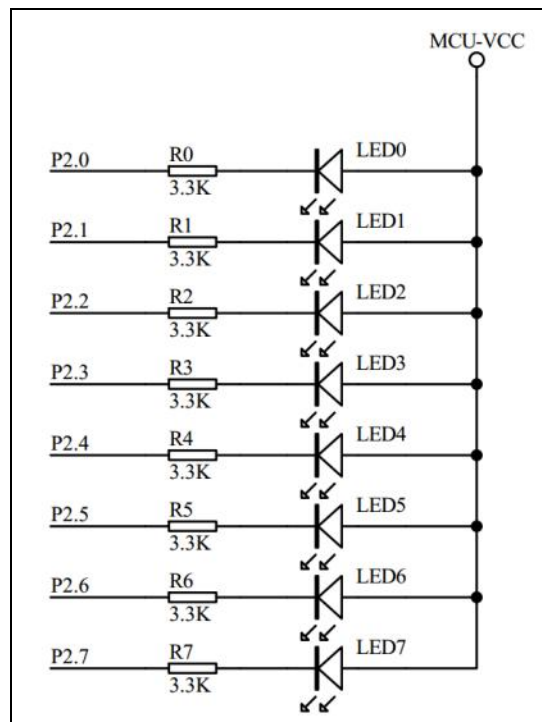 MCU-VCC
P2.0 R0 3.3K LED0
P2.1 R1 3.3K LED1
P2.2 R2 3.3K LED2
P2.3 R3 3.3K LED3
P2.4 R4 3.3K LED4
P2.5 R5 3.3K LED5
P2.6 R6 3.3K LED6
P2.7 R7 3.3K LED7